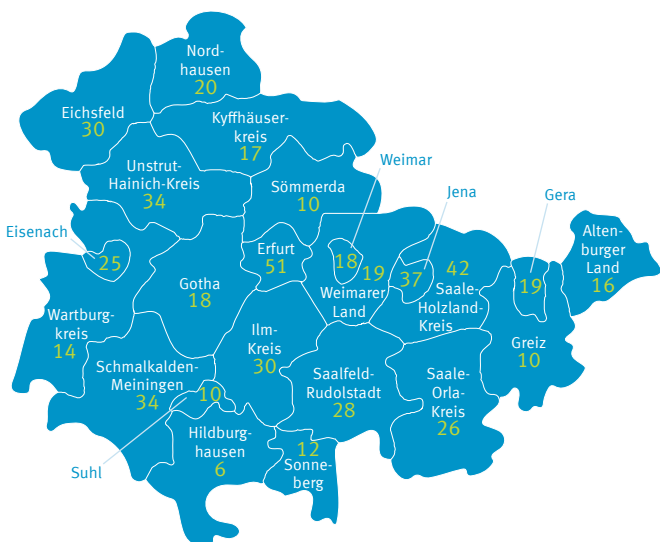 Nord-
hausen
20
Eichsfeld
30
Kyffhäuser-
kreis
17
Unstrut-
Hainich-Kreis
34
Sömmerda
10
Weimar
Jena
Gera
Eisenach
25
Erfurt
51
18
19
Weimarer
Land
37
42
Saale-
Holzland-
Kreis
19
Alten-
burger
Land
16
Gotha
18
Wartburg-
kreis
14
Ilm-
Kreis
30
Greiz
10
Schmalkalden-
Meiningen
34
10
Saalfeld-
Rudolstadt
28
Saale-
Orla-
Kreis
26
Suhl
Hildburg-
hausen
6
12
Sonne-
berg